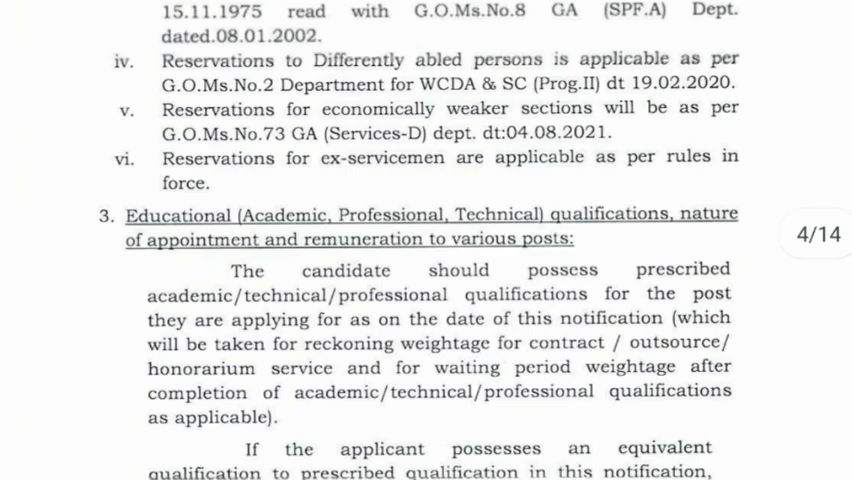 15.11.1975 read with G.O.Ms.No.8 GA (SPF.A) Dept.
dated.08.01.2002.
iv. Reservations to Differently abled persons is applicable as per
G.O.Ms.No.2 Department for WCDA & SC (Prog.II) dt 19.02.2020.
v. Reservations for economically weaker sections will be as per
G.O.Ms.No.73 GA (Services-D) dept. dt:04.08.2021.
vi. Reservations for ex-servicemen are applicable as per rules in
force.
3. Educational (Academic, Professional, Technical) qualifications, nature
of appointment and remuneration to various posts:
4/14
The candidate should possess prescribed
academic/technical/professional qualifications for the post
they are applying for as on the date of this notification (which
will be taken for reckoning weightage for contract / outsource/
honorarium service and for waiting period weightage after
completion of academic/technical/professional qualifications
as applicable).
If the applicant possesses an equivalent
qualification to prescribed qualification in this notification,